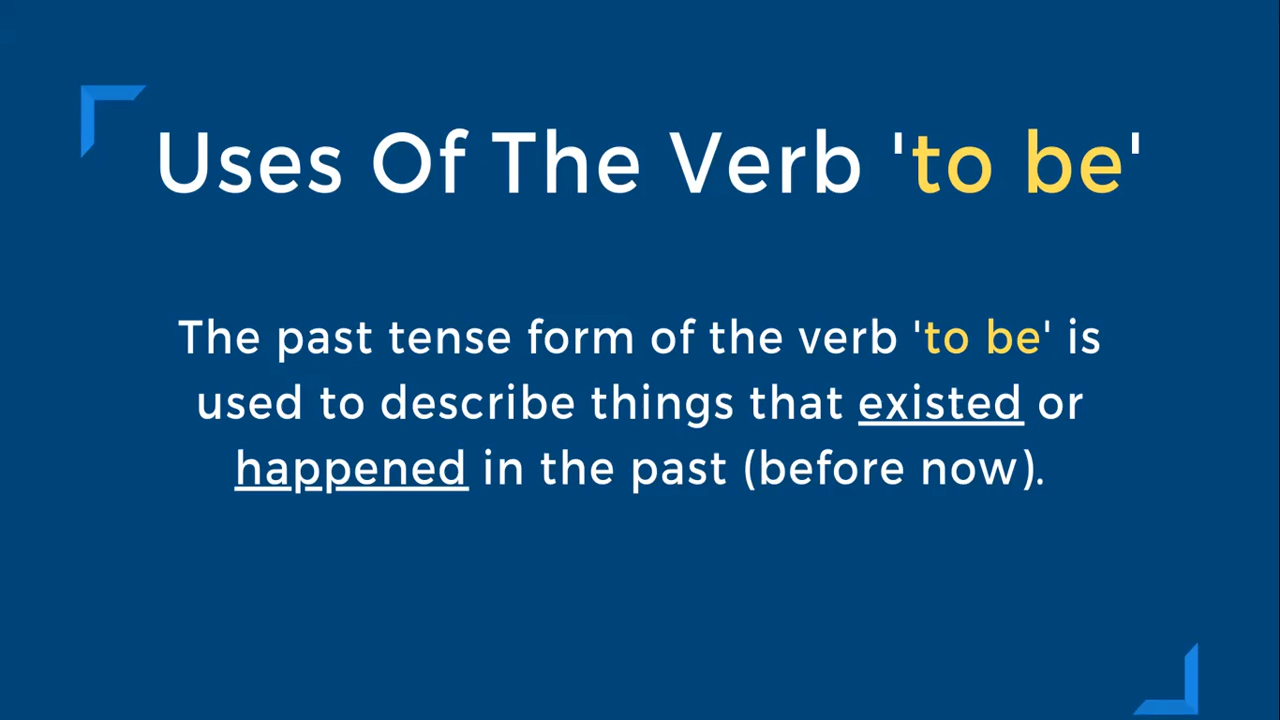 Uses Of The Verb 'to be'
The past tense form of the verb 'to be' is
used to describe things that existed or
happened in the past (before now).